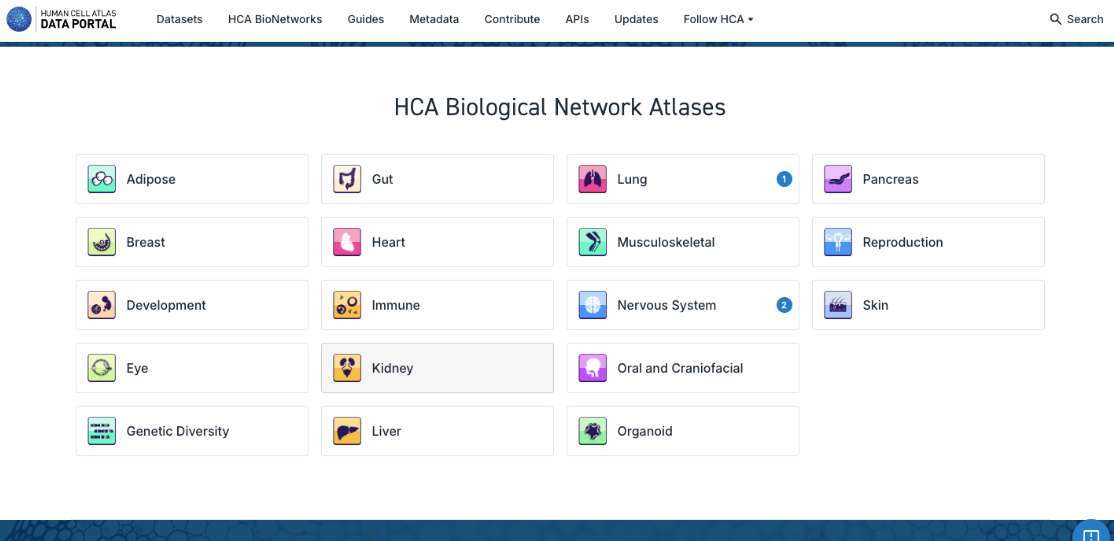 HUMAN CELL ATLAS
DATA PORTAL
Datasets
HCA BioNetworks
Guides
Metadata
Contribute
APIs
Updates
Follow HCA
Search
HCA Biological Network Atlases
Adipose
Gut
Lung
1
Pancreas
Breast
Heart
Musculoskeletal
Reproduction
Development
Immune
Nervous System
2
Skin
Eye
Kidney
Oral and Craniofacial
Genetic Diversity
Liver
Organoid